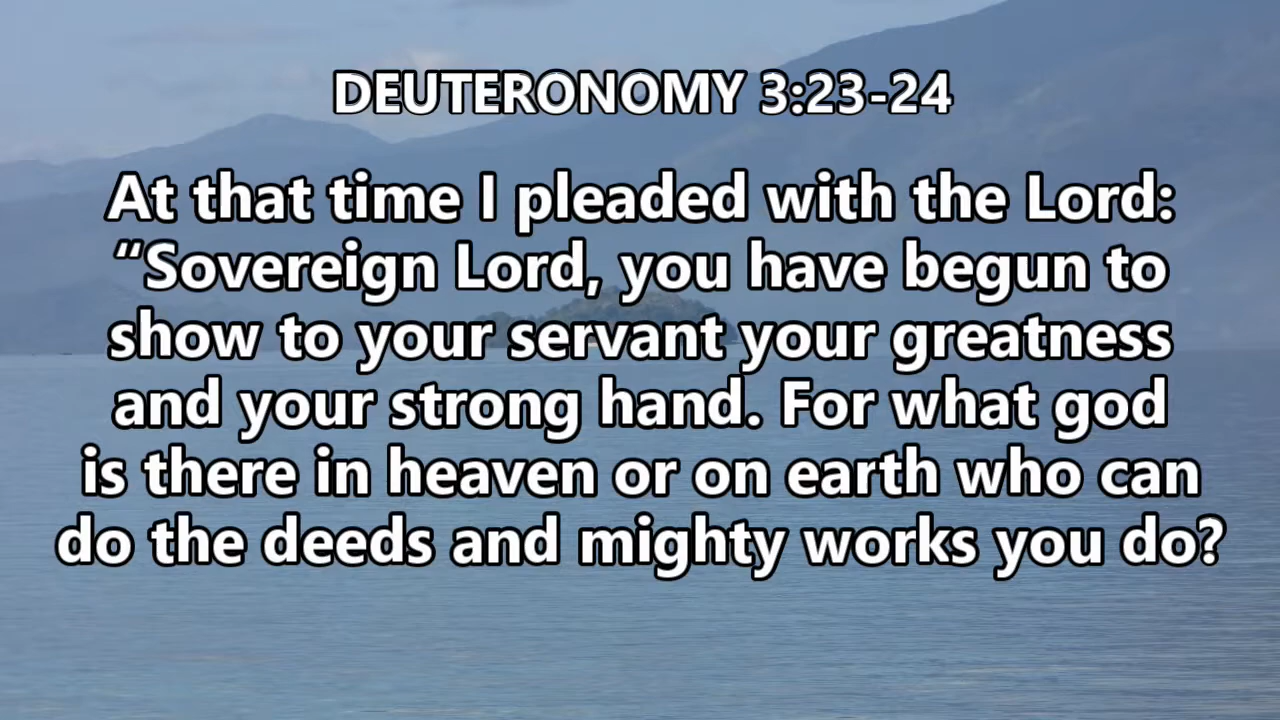 DEUTERONOMY 3:23-24
At that time I pleaded with the Lord:
“Sovereign Lord, you have begun to
show to your servant your greatness
and your strong hand. For what god
is there in heaven or on earth who can
do the deeds and mighty works you do?